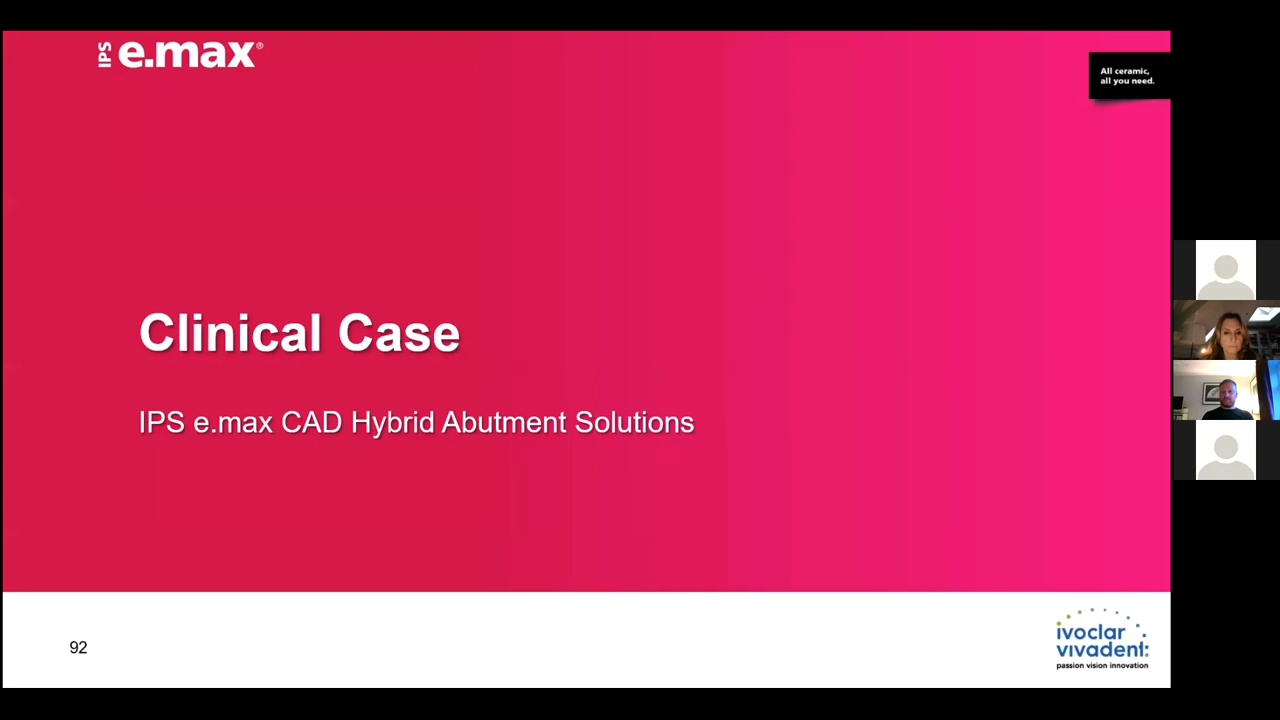 IPS e.max®
All ceramic,
all you need.
Clinical Case
IPS e.max CAD Hybrid Abutment Solutions
92
ivoclar
vivadent:
passion vision innovation